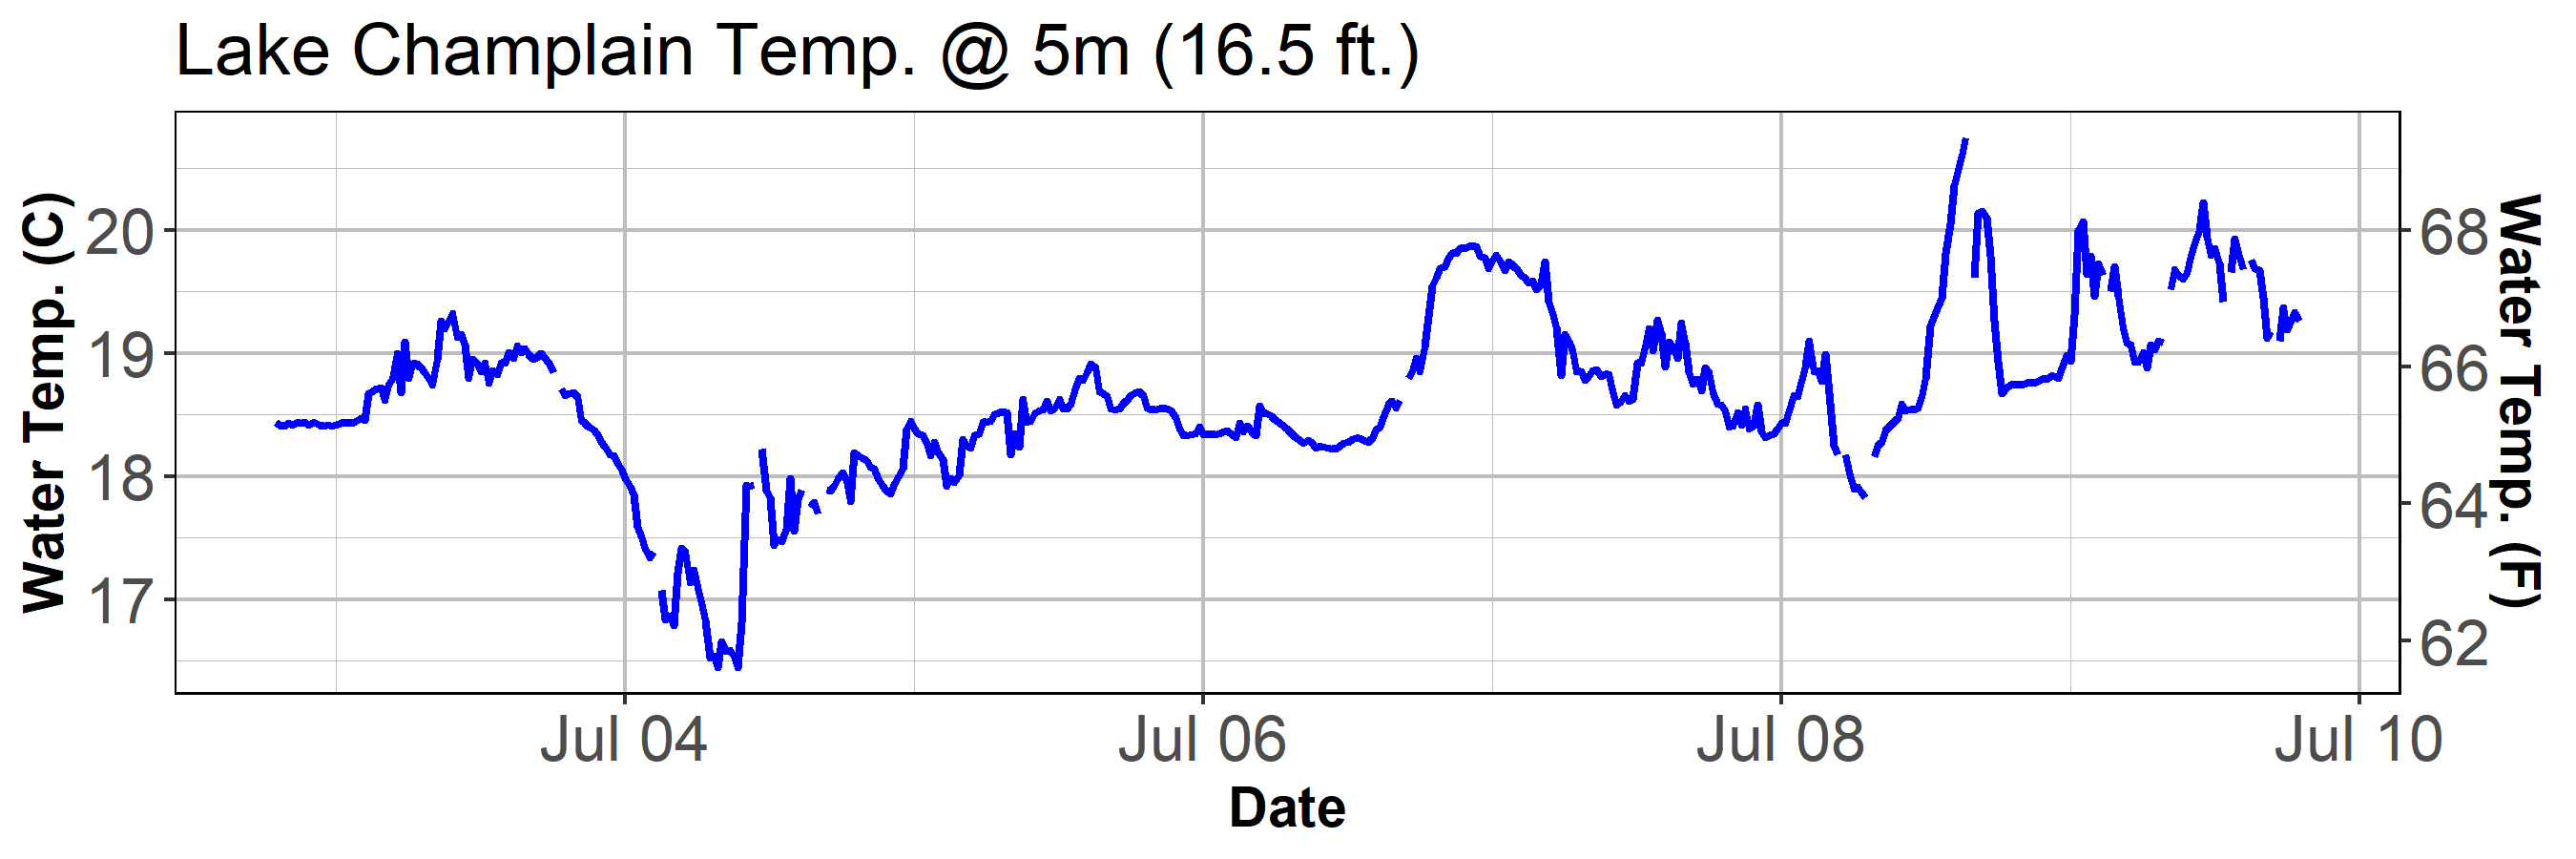 Lake Champlain Temp. @ 5m (16.5 ft.)
Water Temp. (C)
20
19
18
17
68
66
64
62
Water Temp. (F)
Jul 04
Jul 06
Jul 08
Jul 10
Date